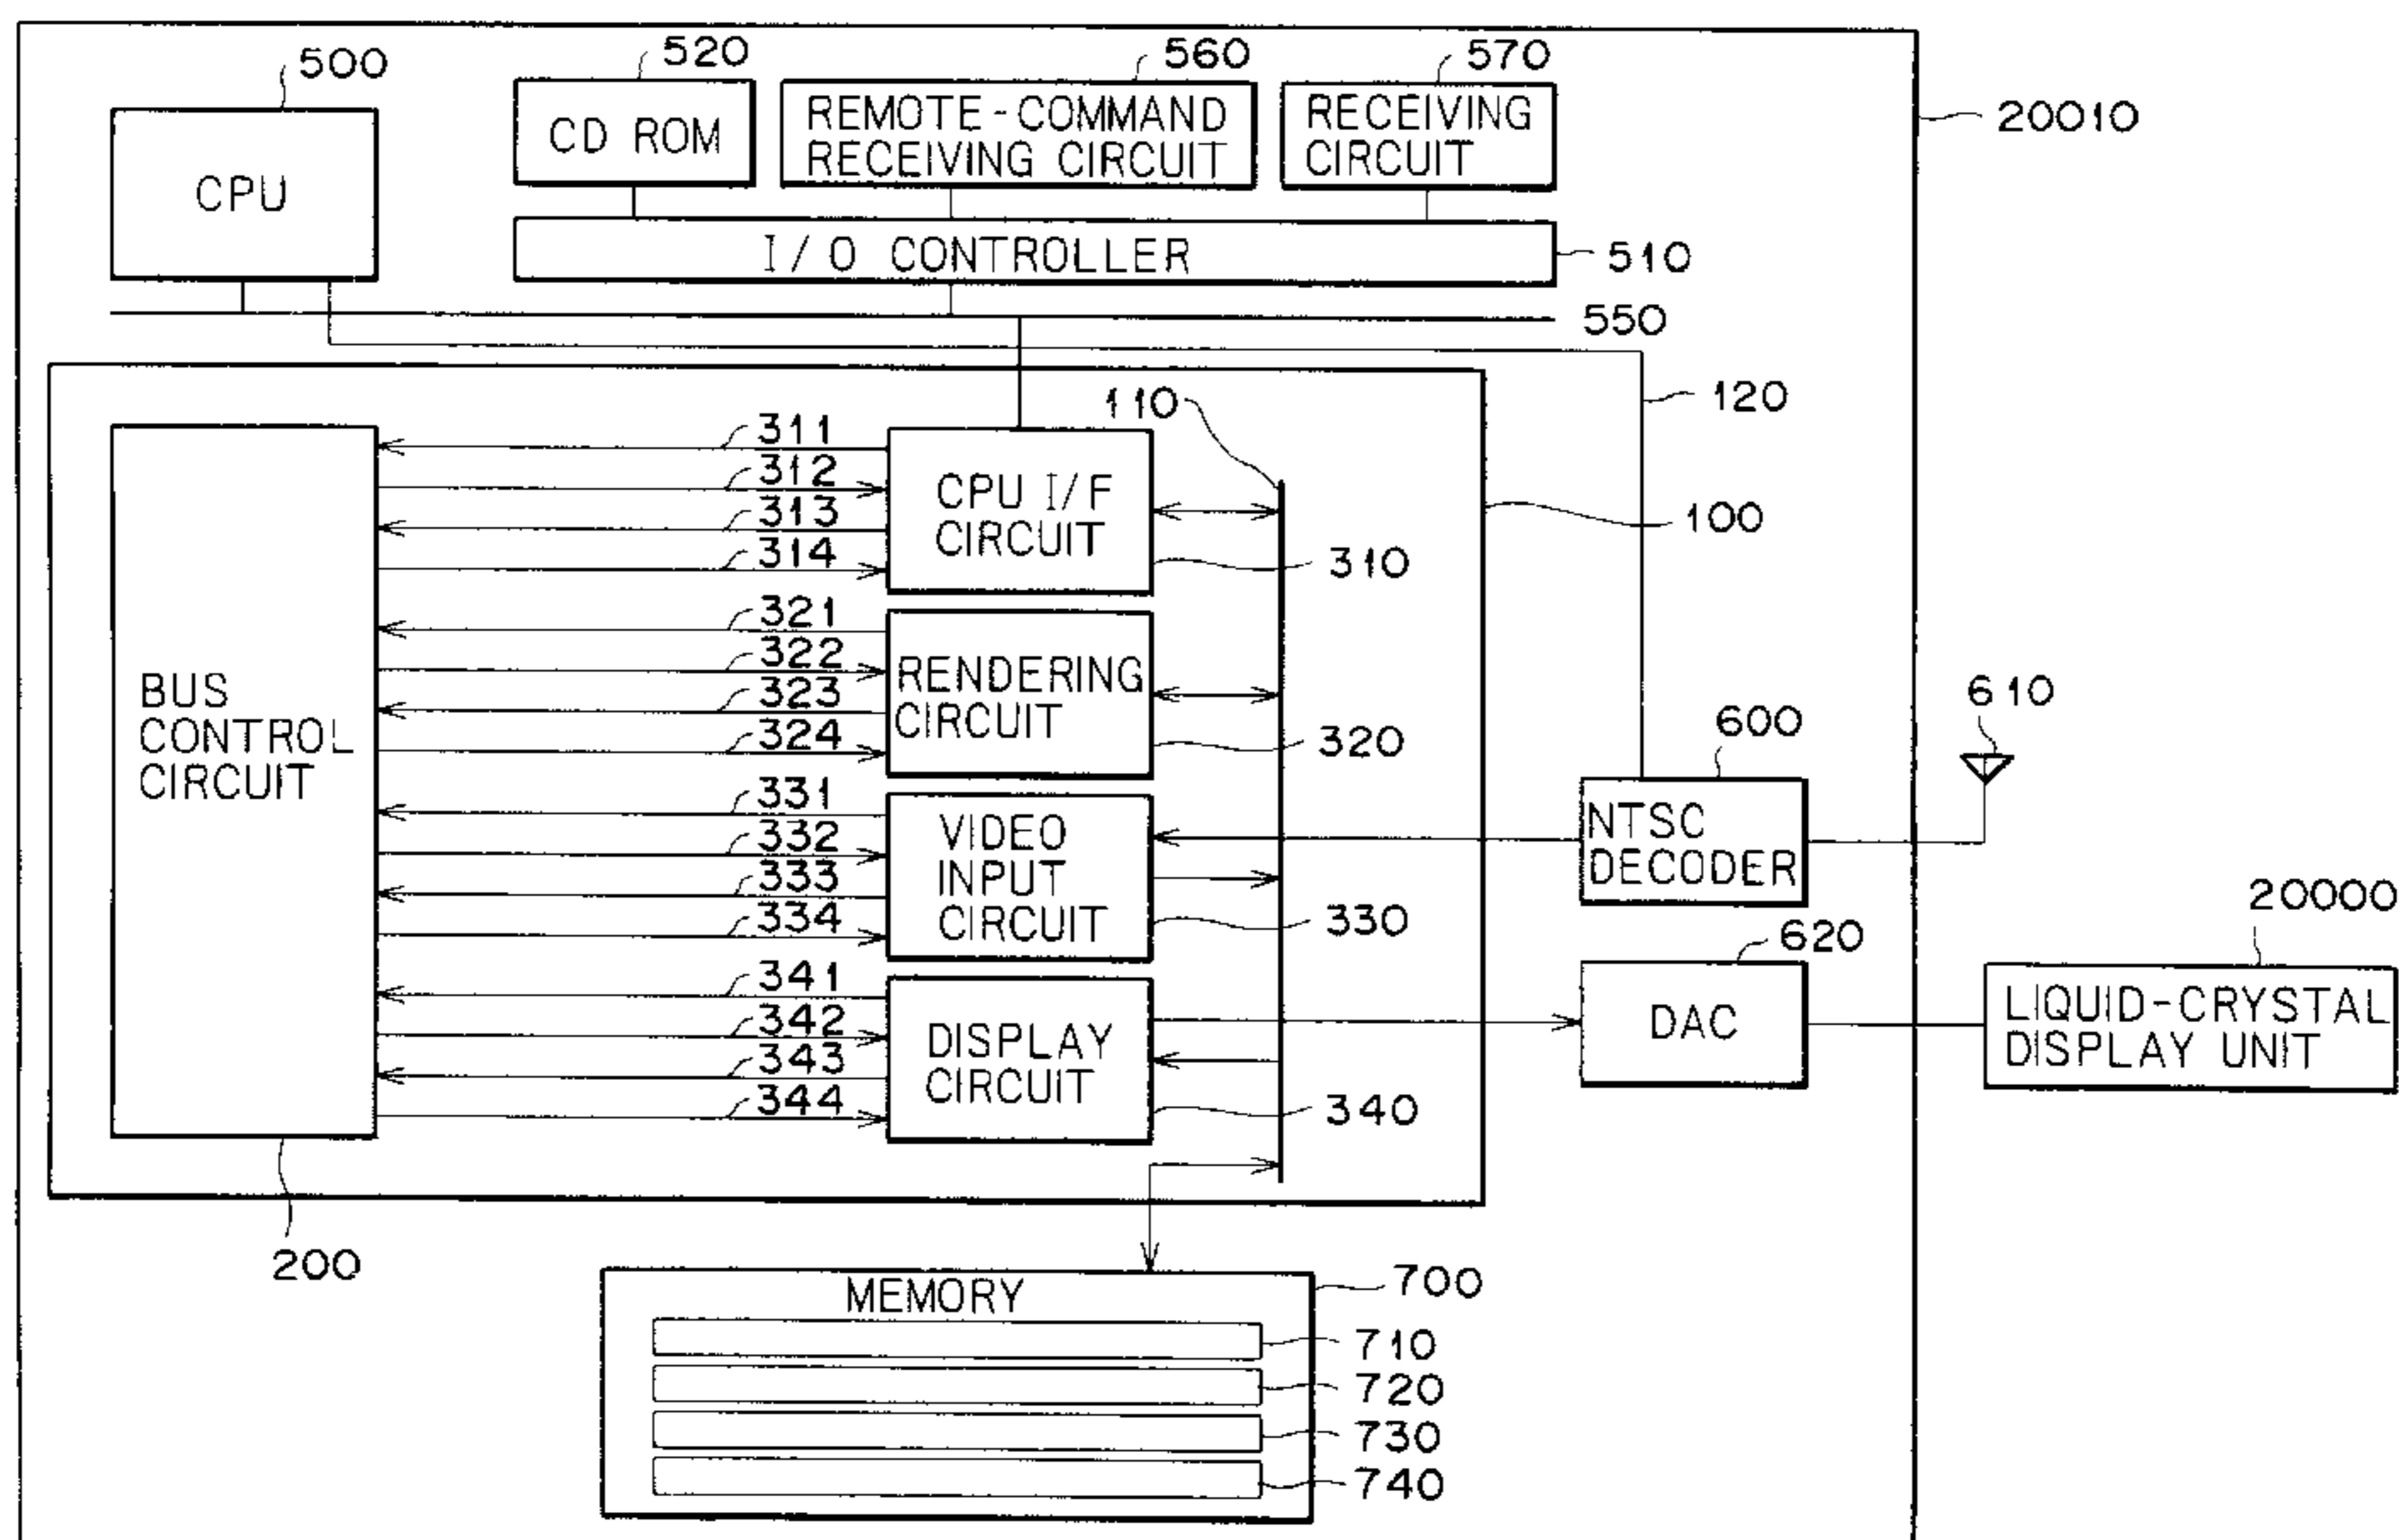 500
520
560
570
CPU
CD ROM
REMOTE-COMMAND
RECEIVING CIRCUIT
RECEIVING
CIRCUIT
20010
I/O CONTROLLER
510
550
120
110
100
311
312
313
314
CPU I/F
CIRCUIT
310
321
322
323
324
RENDERING
CIRCUIT
320
BUS
CONTROL
CIRCUIT
331
332
333
334
VIDEO
INPUT
CIRCUIT
330
600
610
NTSC
DECODER
341
342
343
344
DISPLAY
CIRCUIT
340
620
DAC
20000
LIQUID-CRYSTAL
DISPLAY UNIT
200
MEMORY
700
710
720
730
740